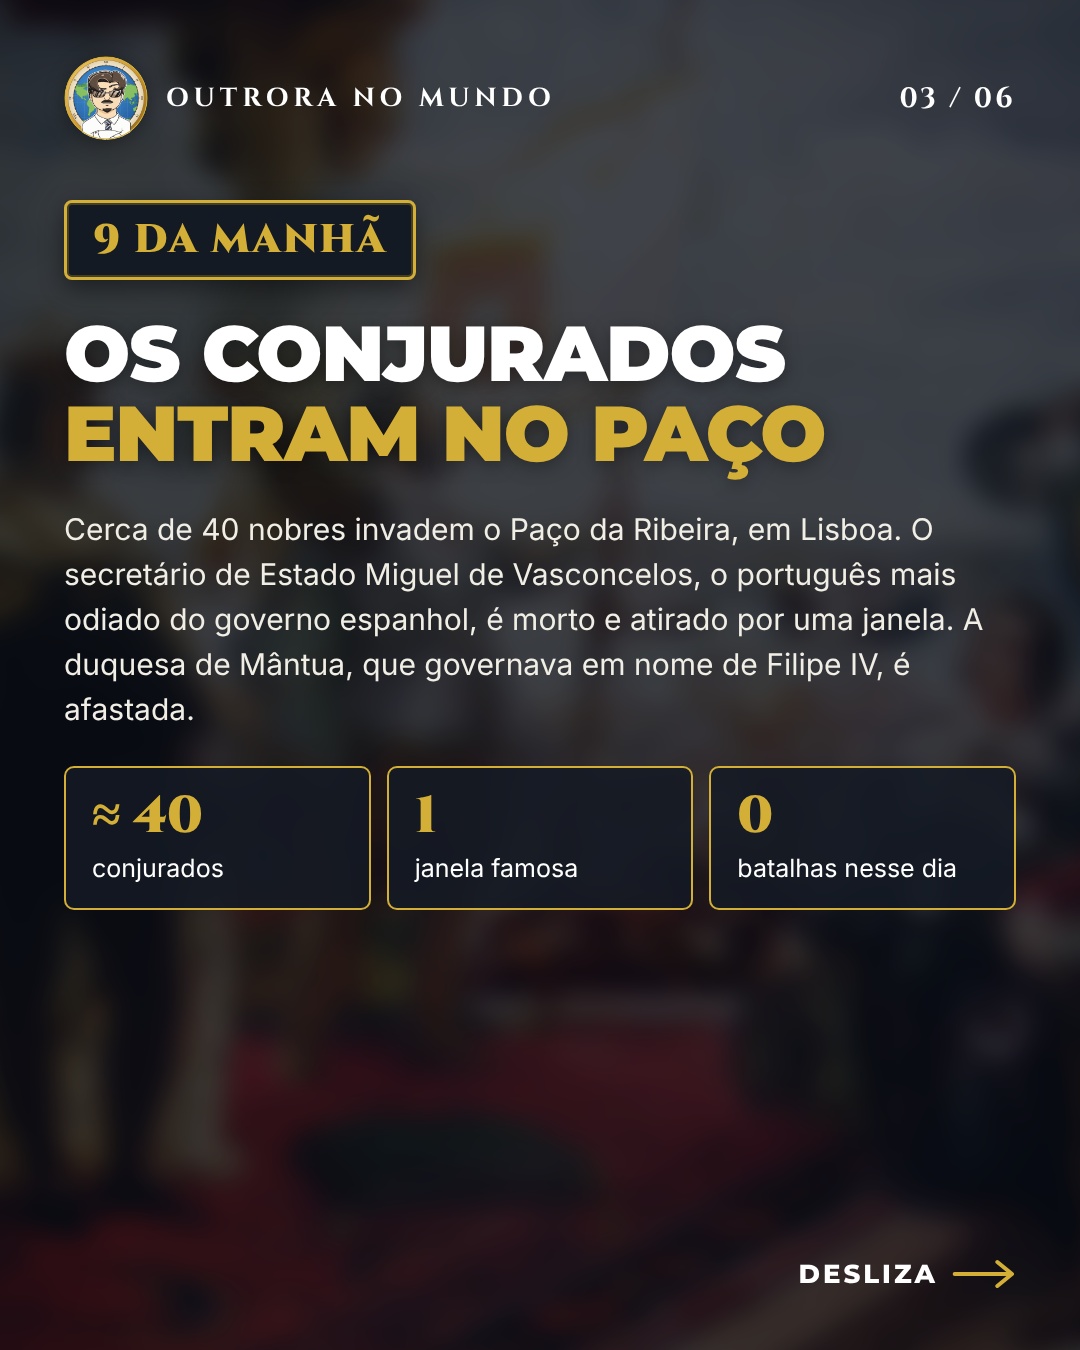 OUTRORA NO MUNDO
03 / 06
9 DA MANHÃ
OS CONJURADOS
ENTRAM NO PAÇO
Cerca de 40 nobres invadem o Paço da Ribeira, em Lisboa. O
secretário de Estado Miguel de Vasconcelos, o português mais
odiado do governo espanhol, é morto e atirado por uma janela. A
duquesa de Mântua, que governava em nome de Filipe IV, é
afastada.
≈ 40
conjurados
1
janela famosa
0
batalhas nesse dia
DESLIZA